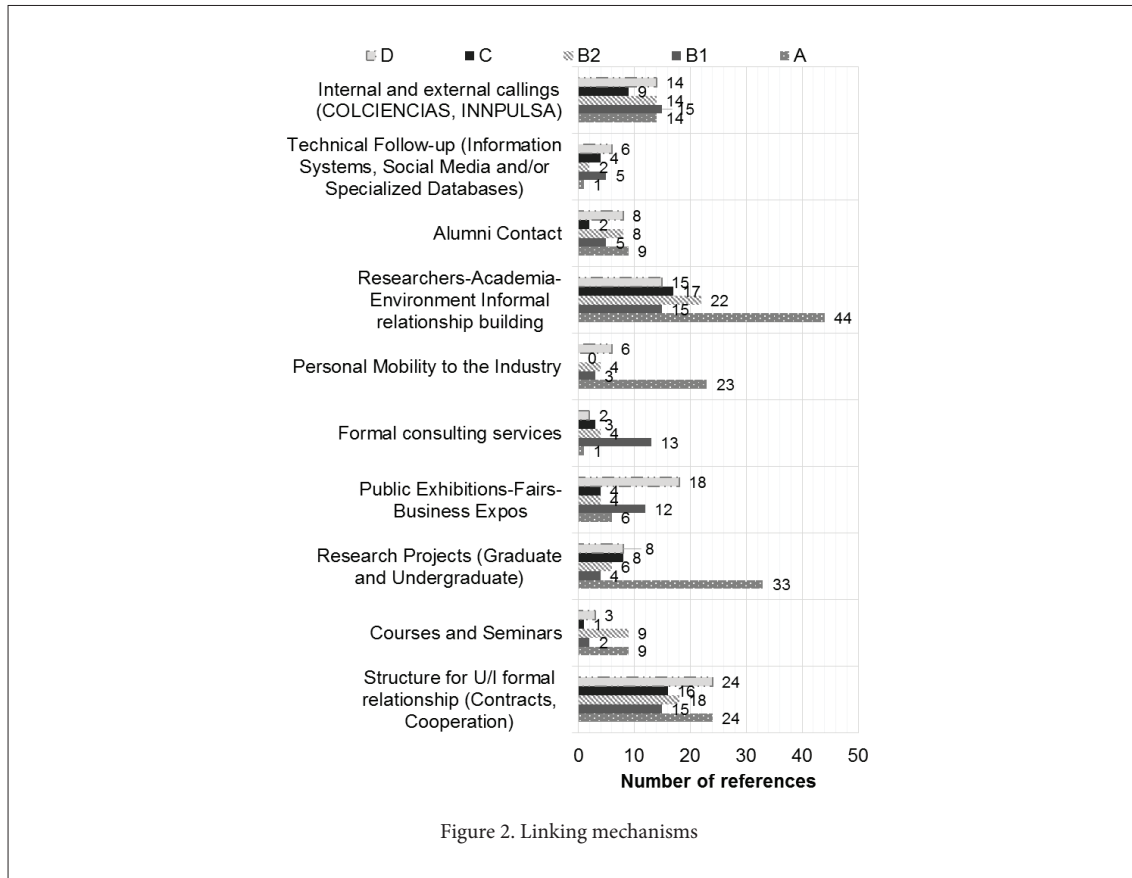 D C B2 B1 A
Internal and external callings
(COLCIENCIAS, INNPULSA)
14
9
14
15
14
Technical Follow-up (Information
Systems, Social Media and/or
Specialized Databases)
6
4
2
5
1
Alumni Contact
8
2
8
5
9
Researchers-Academia-
Environment Informal
relationship building
15
17
22
15
44
Personal Mobility to the Industry
6
0
4
3
23
Formal consulting services
2
3
4
13
1
Public Exhibitions-Fairs-
Business Expos
18
4
4
12
6
Research Projects (Graduate
and Undergraduate)
8
8
6
4
33
Courses and Seminars
3
1
9
2
9
Structure for U/I formal
relationship (Contracts,
Cooperation)
24
16
18
15
24
0 10 20 30 40 50
Number of references
Figure 2. Linking mechanisms